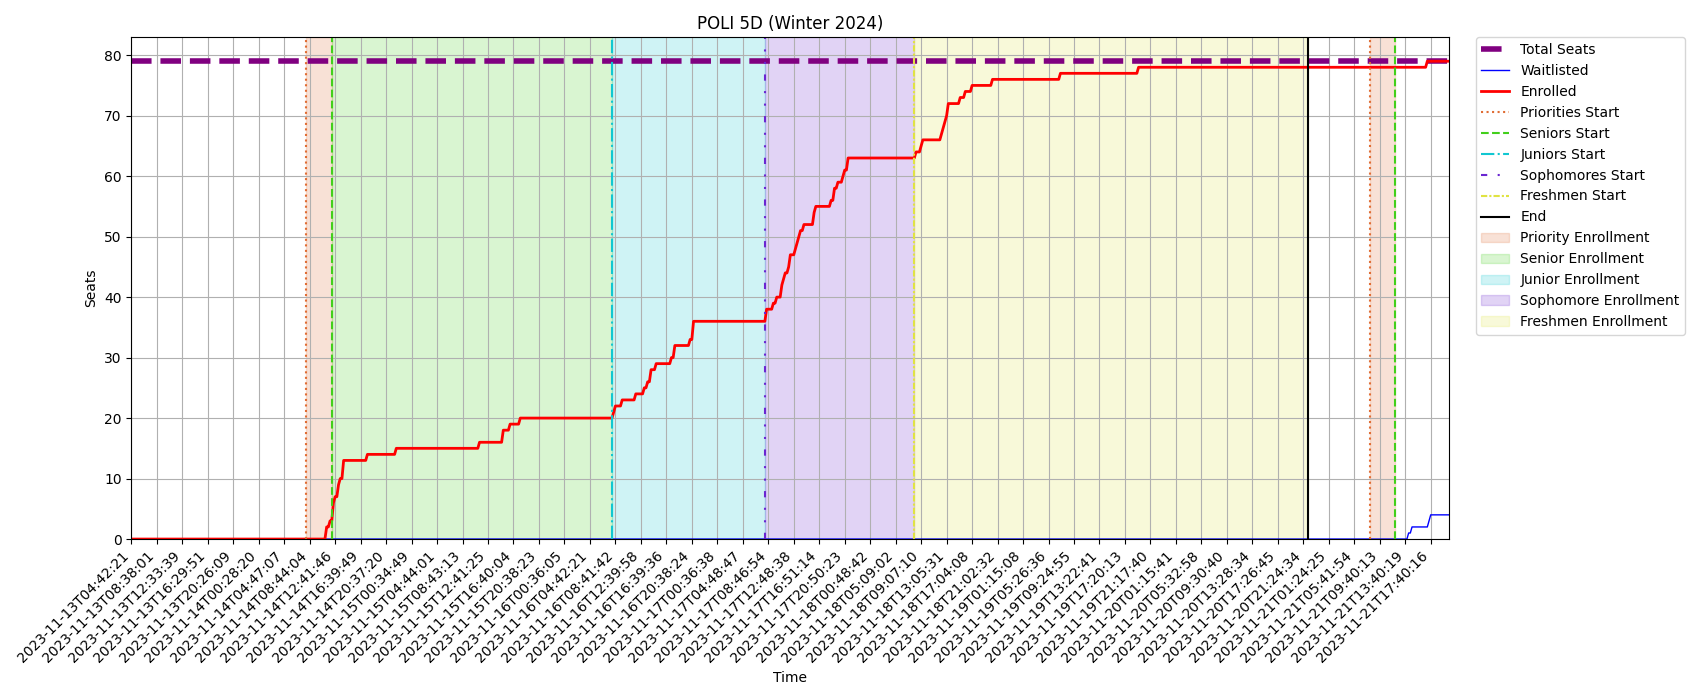 POLI 5D (Winter 2024)
Seats
80
70
60
50
40
30
20
10
0
2023-11-13T04:42:21
2023-11-13T08:38:01
2023-11-13T12:33:39
2023-11-13T16:29:51
2023-11-13T20:26:09
2023-11-14T00:28:20
2023-11-14T04:47:07
2023-11-14T08:44:04
2023-11-14T12:41:46
2023-11-14T16:39:49
2023-11-14T20:37:20
2023-11-15T00:34:49
2023-11-15T04:44:01
2023-11-15T08:43:13
2023-11-15T12:41:25
2023-11-15T16:40:04
2023-11-15T20:38:23
2023-11-16T00:36:05
2023-11-16T04:42:21
2023-11-16T08:41:42
2023-11-16T12:39:58
2023-11-16T16:39:36
2023-11-16T20:38:24
2023-11-17T00:36:38
2023-11-17T04:48:47
2023-11-17T08:46:54
2023-11-17T12:48:38
2023-11-17T16:51:14
2023-11-17T20:50:23
2023-11-18T00:48:42
2023-11-18T05:09:02
2023-11-18T09:07:10
2023-11-18T13:05:31
2023-11-18T17:04:08
2023-11-18T21:02:32
2023-11-19T01:15:08
2023-11-19T05:26:36
2023-11-19T09:24:55
2023-11-19T13:22:41
2023-11-19T17:20:13
2023-11-19T21:17:40
2023-11-20T01:15:41
2023-11-20T05:32:58
2023-11-20T09:30:40
2023-11-20T13:28:34
2023-11-20T17:26:45
2023-11-20T21:24:34
2023-11-21T01:24:25
2023-11-21T05:41:54
2023-11-21T09:40:13
2023-11-21T13:40:19
2023-11-21T17:40:16
Time
Total Seats
Waitlisted
Enrolled
Priorities Start
Seniors Start
Juniors Start
Sophomores Start
Freshmen Start
End
Priority Enrollment
Senior Enrollment
Junior Enrollment
Sophomore Enrollment
Freshmen Enrollment